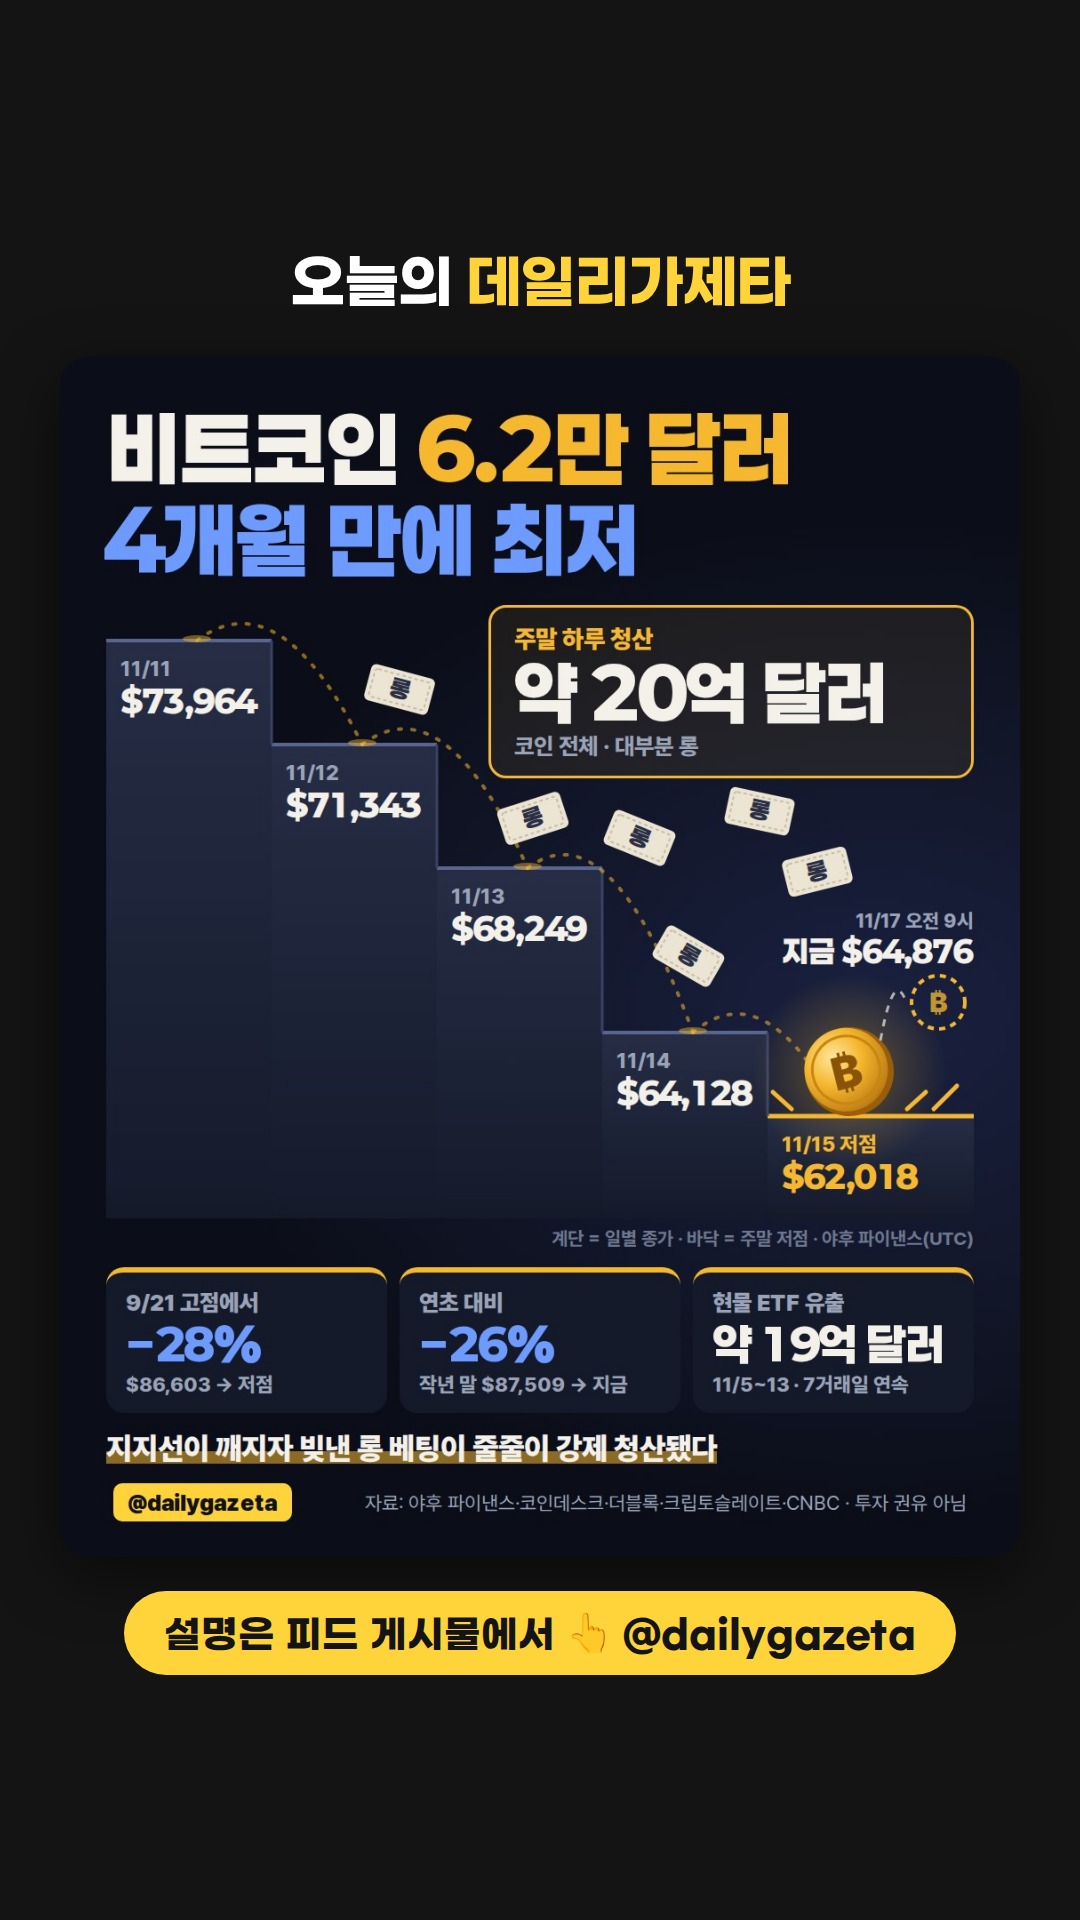 오늘의 데일리가제타
비트코인 6.2만 달러
4개월 만에 최저
주말 하루 청산
약 20억 달러
코인 전체 · 대부분 롱
11/11
$73,964
롱
11/12
$71,343
롱
롱
롱
롱
11/13
$68,249
롱
11/17 오전 9시
지금 $64,876
11/14
$64,128
11/15 저점
$62,018
계단 = 일별 종가 · 바닥 = 주말 저점 · 야후 파이낸스(UTC)
9/21 고점에서
−28%
$86,603 → 저점
연초 대비
−26%
작년 말 $87,509 → 지금
현물 ETF 유출
약 19억 달러
11/5~13 · 7거래일 연속
지지선이 깨지자 빚낸 롱 베팅이 줄줄이 강제 청산됐다
@dailygazeta
자료: 야후 파이낸스·코인데스크·더블록·크립토슬레이트·CNBC · 투자 권유 아님
설명은 피드 게시물에서 👆 @dailygazeta